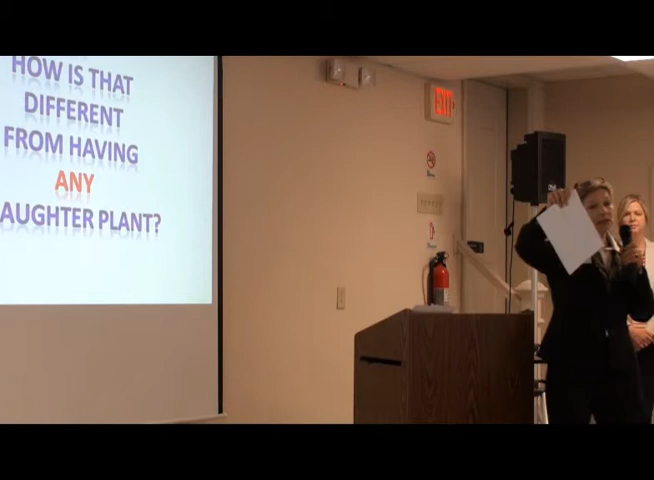 HOW IS THAT
DIFFERENT
FROM HAVING
ANY
AUGHTER PLANT?
EXIT